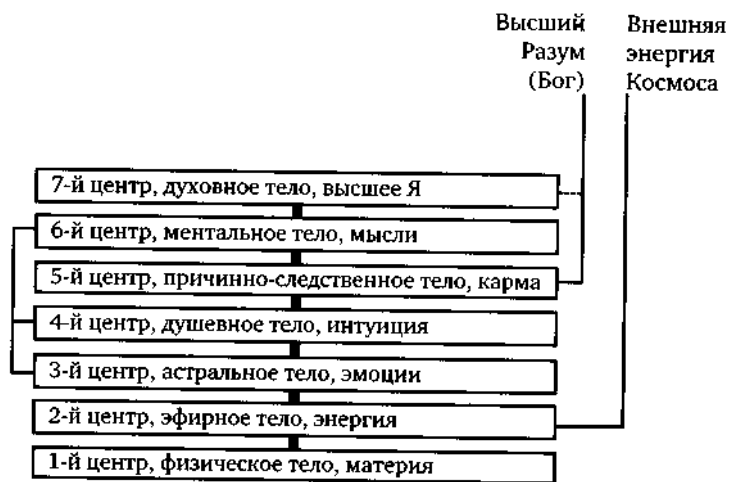 Высший
Разум
(Бог)
Внешняя
энергия
Космоса
7-й центр, духовное тело, высшее Я
6-й центр, ментальное тело, мысли
5-й центр, причинно-следственное тело, карма
4-й центр, душевное тело, интуиция
3-й центр, астральное тело, эмоции
2-й центр, эфирное тело, энергия
1-й центр, физическое тело, материя